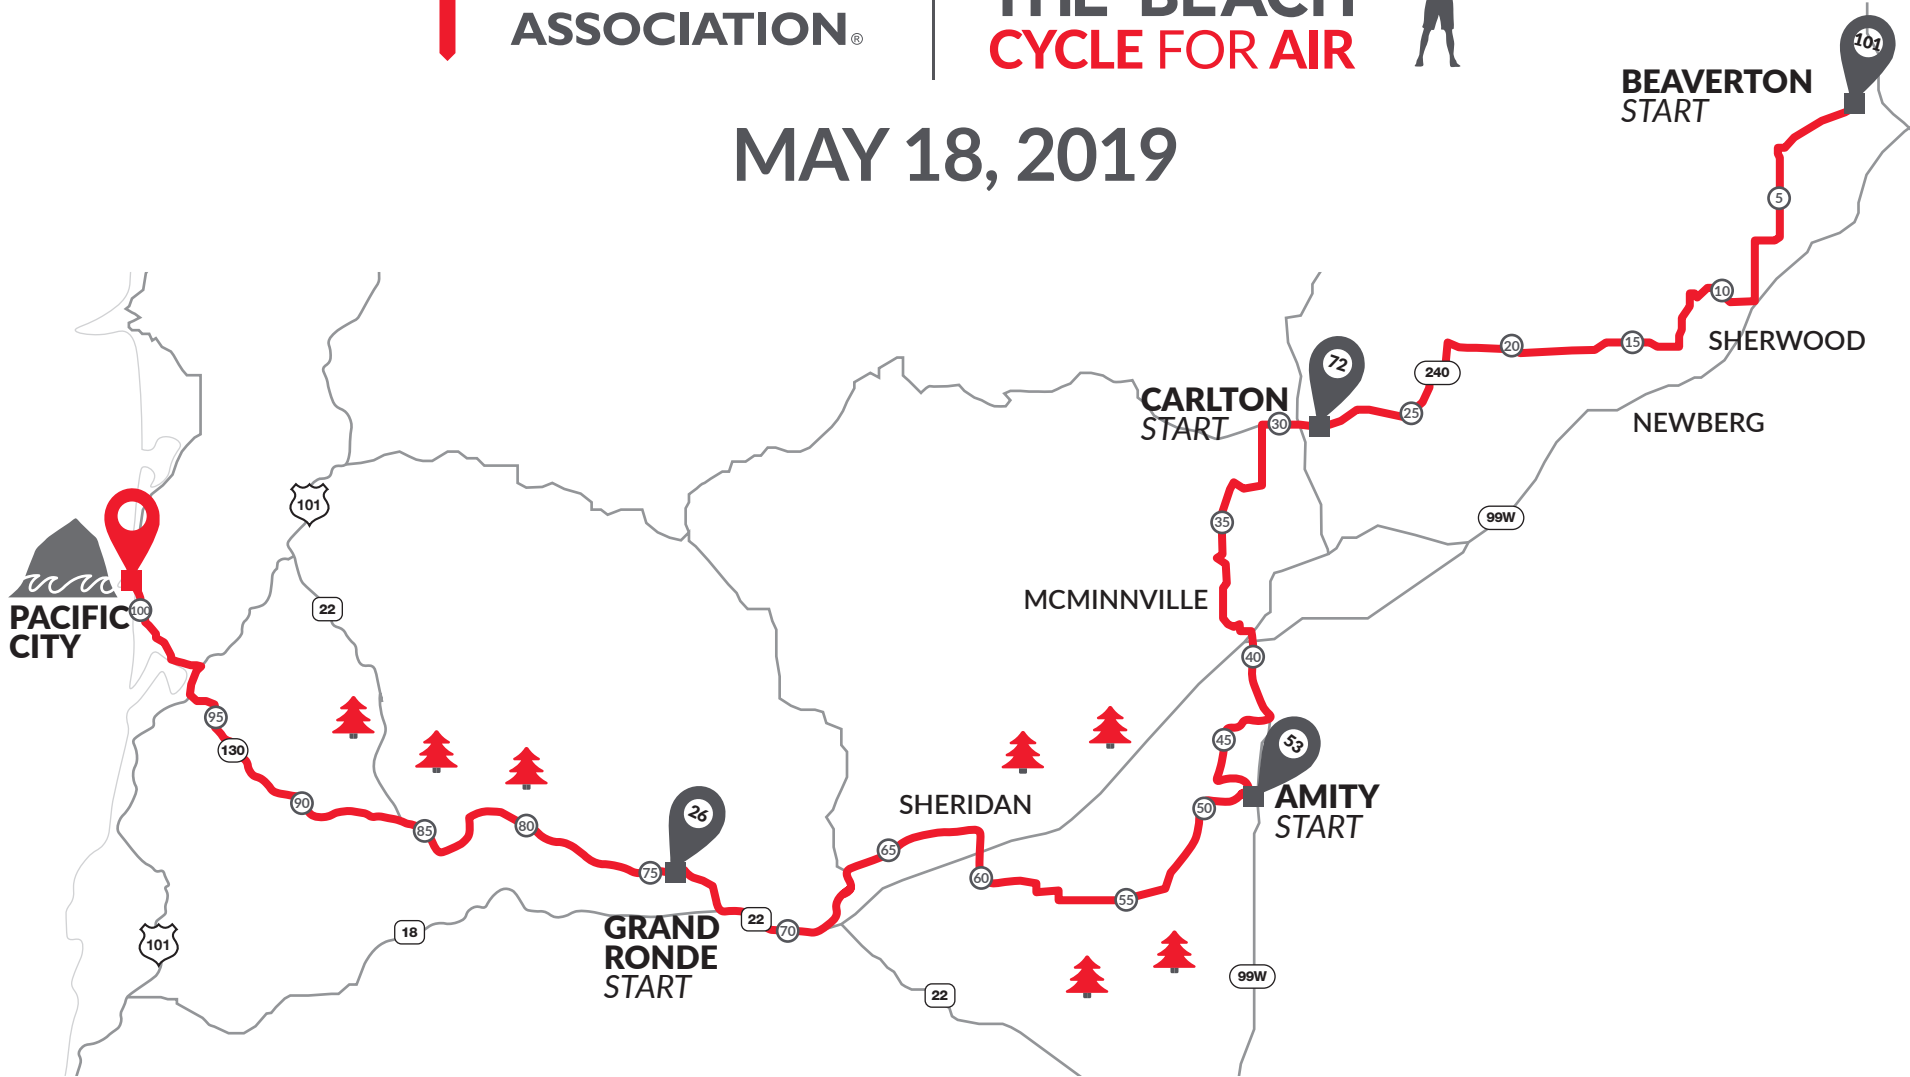 ASSOCIATION®
THE BEACH
CYCLE FOR AIR
MAY 18, 2019
101
BEAVERTON
START
5
10
SHERWOOD
15
20
240
25
NEWBERG
72
CARLTON
START
30
35
99W
MCMINNVILLE
40
45
53
AMITY
START
50
55
60
SHERIDAN
65
70
22
26
GRAND
RONDE
START
75
80
85
90
130
95
100
PACIFIC
CITY
101
22
18
101
22
99W